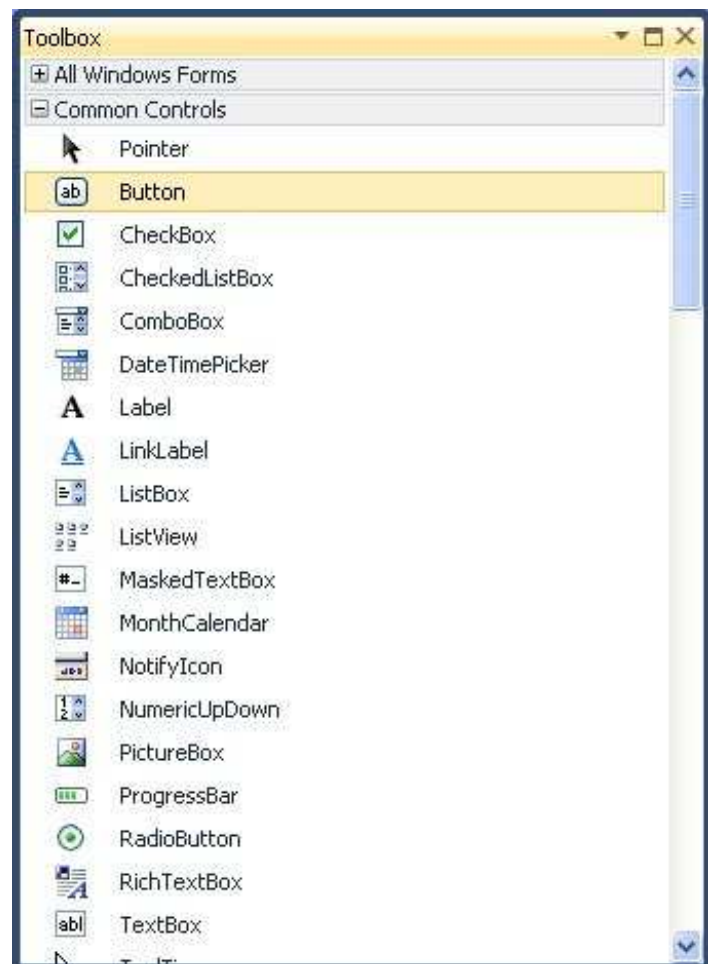 Toolbox
All Windows Forms
Common Controls
Pointer
Button
CheckBox
CheckedListBox
ComboBox
DateTimePicker
Label
LinkLabel
ListBox
ListView
MaskedTextBox
MonthCalendar
NotifyIcon
NumericUpDown
PictureBox
ProgressBar
RadioButton
RichTextBox
TextBox